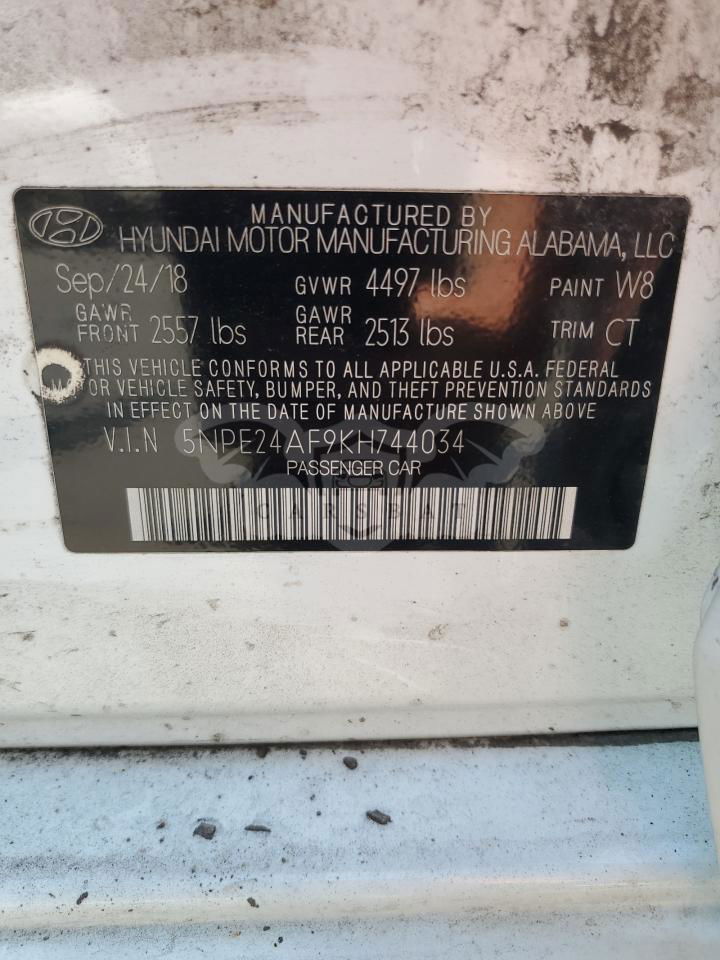 MANUFACTURED BY
HYUNDAI MOTOR MANUFACTURING ALABAMA, LLC
Sep/24/18 GVWR 4497 lbs PAINT W8
GAWR FRONT 2557 lbs GAWR REAR 2513 lbs TRIM CT
THIS VEHICLE CONFORMS TO ALL APPLICABLE U.S.A. FEDERAL
MOTOR VEHICLE SAFETY, BUMPER, AND THEFT PREVENTION STANDARDS
IN EFFECT ON THE DATE OF MANUFACTURE SHOWN ABOVE
V.I.N 5NPE24AF9KH744034
PASSENGER CAR
CARSBAT